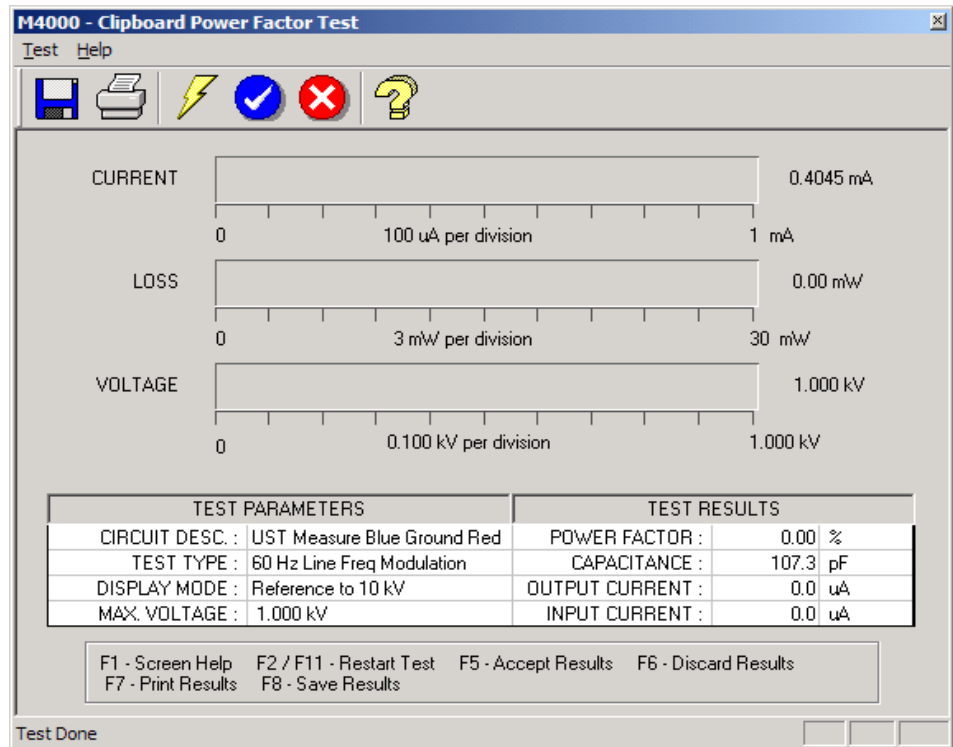 M4000 - Clipboard Power Factor Test
Test Help
CURRENT 0.4045 mA
0 100 uA per division 1 mA
LOSS 0.00 mW
0 3 mW per division 30 mW
VOLTAGE 1.000 kV
0 0.100 kV per division 1.000 kV
TEST PARAMETERS TEST RESULTS
CIRCUIT DESC. : UST Measure Blue Ground Red POWER FACTOR : 0.00 %
TEST TYPE : 60 Hz Line Freq Modulation CAPACITANCE : 107.3 pF
DISPLAY MODE : Reference to 10 kV OUTPUT CURRENT : 0.0 uA
MAX. VOLTAGE : 1.000 kV INPUT CURRENT : 0.0 uA
F1 - Screen Help F2 / F11 - Restart Test F5 - Accept Results F6 - Discard Results
F7 - Print Results F8 - Save Results
Test Done